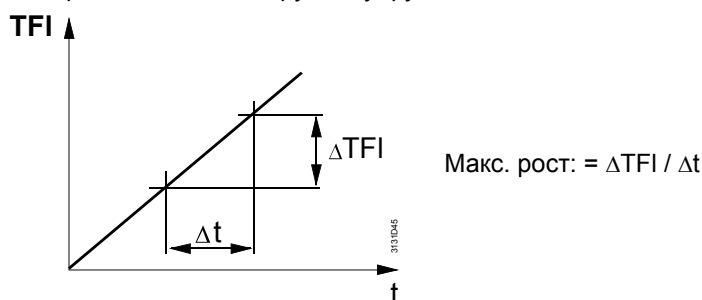 TFI
ΔTFI
Макс. рост: = ΔTFI / Δt
Δt
3131D45
t